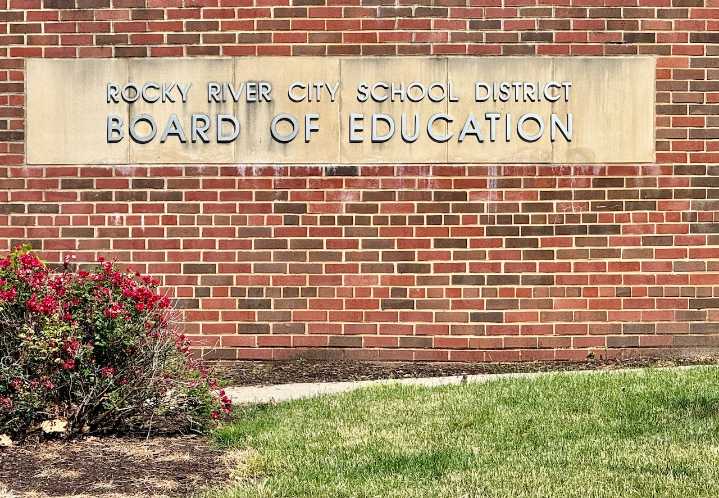 ROCKY RIVER CITY SCHOOL DISTRICT
BOARD OF EDUCATION